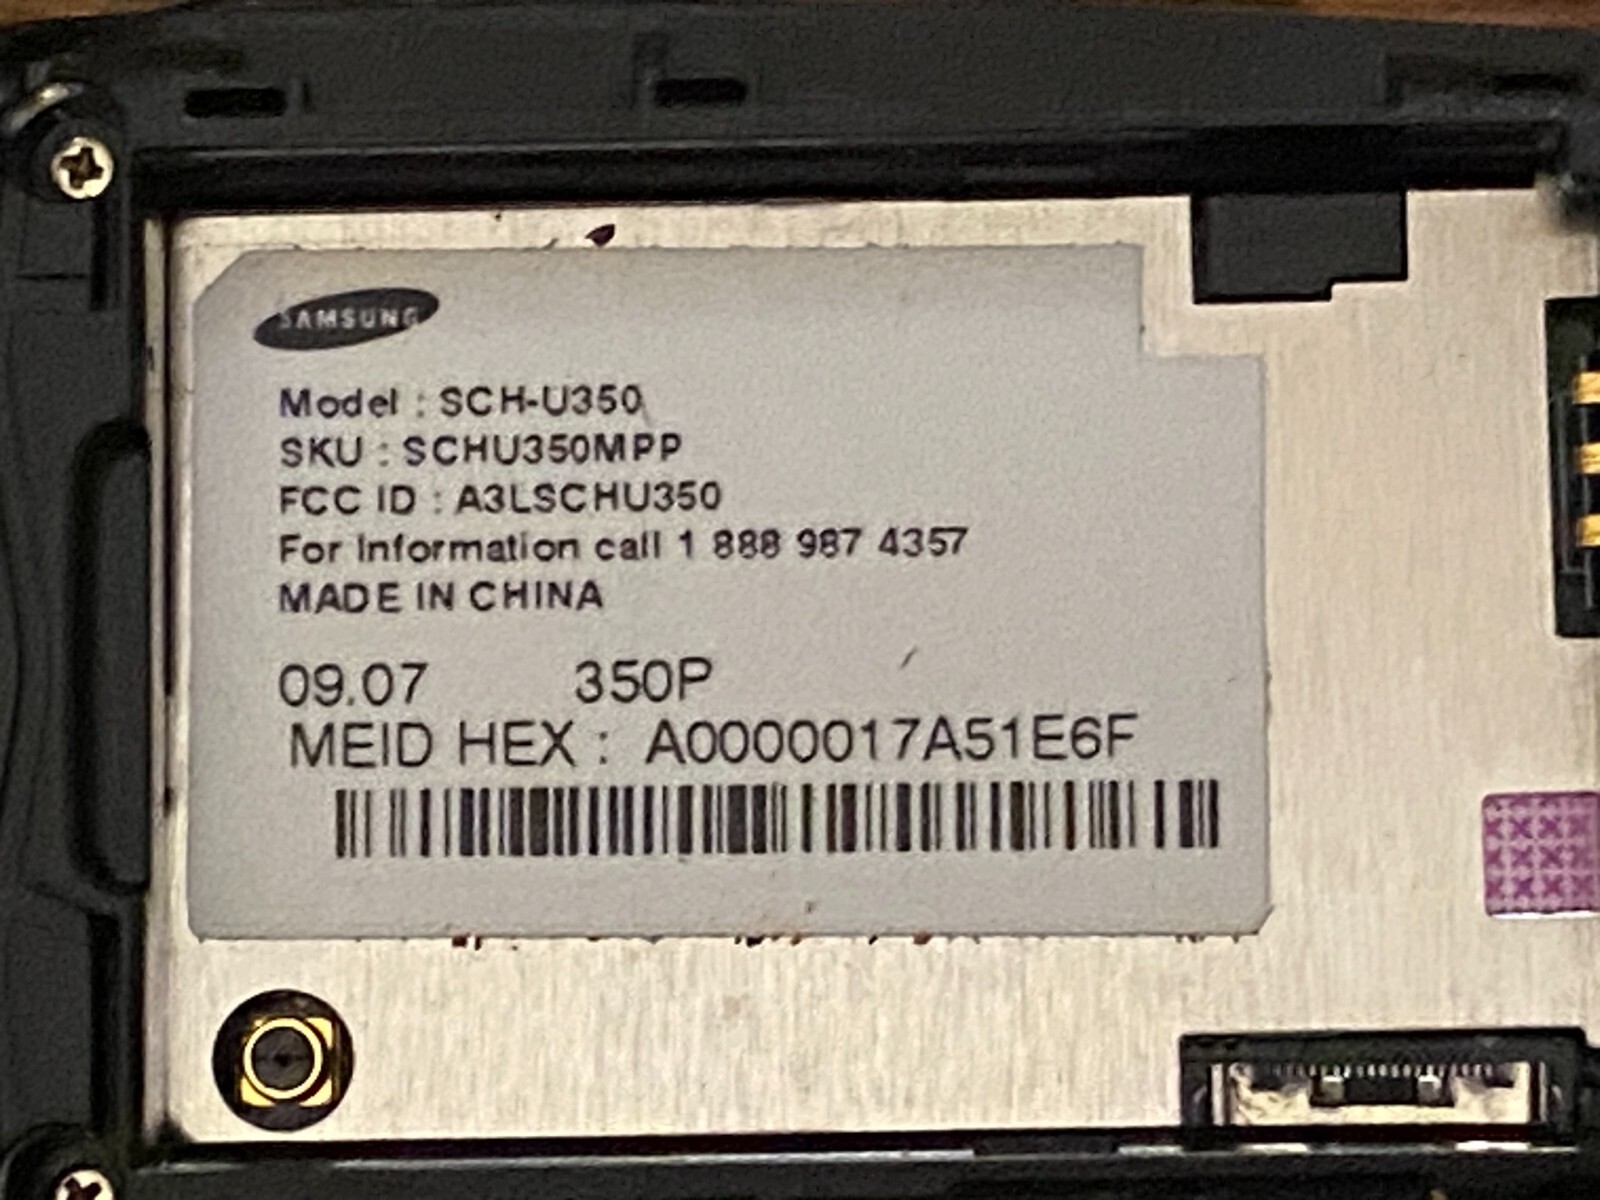 SAMSUNG
Model : SCH-U350
SKU : SCHU350MPP
FCC ID : A3LSCHU350
For Information call 1 888 987 4357
MADE IN CHINA
09.07 350P
MEID HEX : A0000017A51E6F